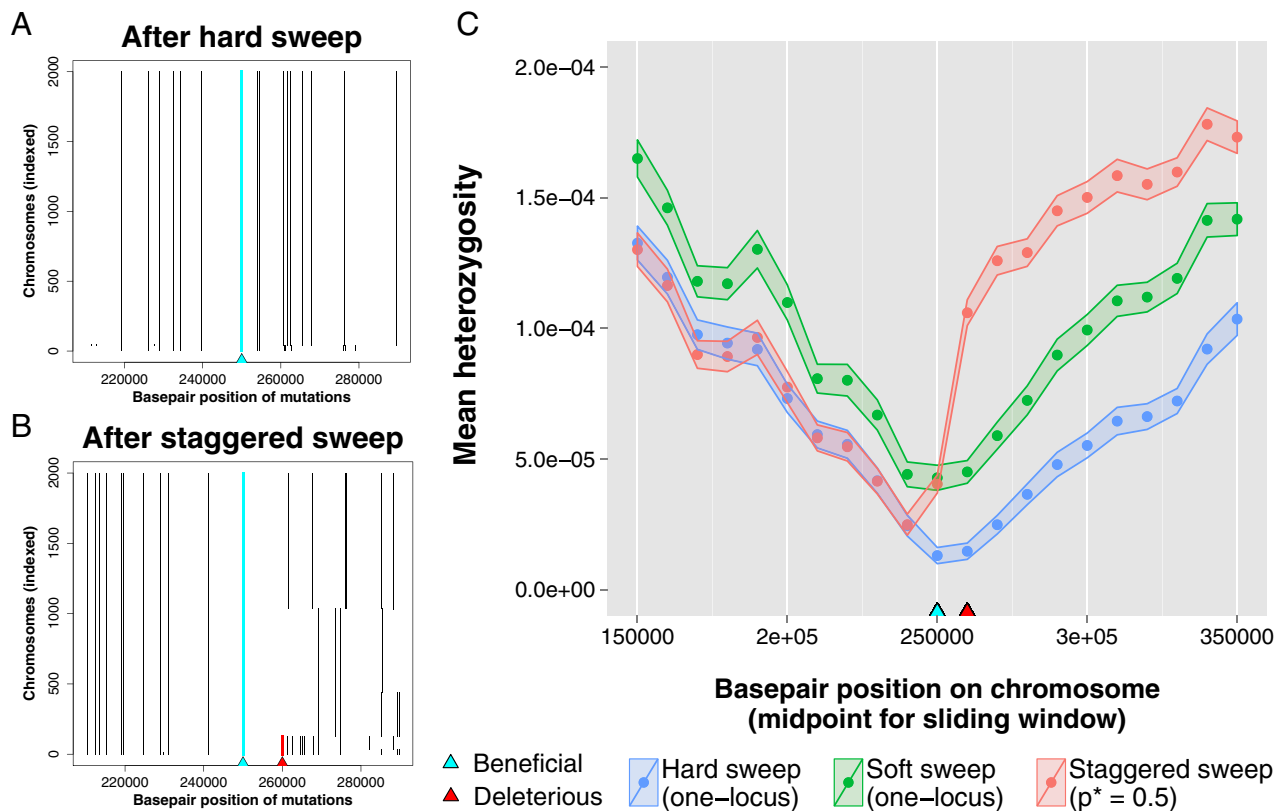 A
After hard sweep
Chromosomes (indexed)
2000
1500
1000
500
0
220000 240000 260000 280000
Basepair position of mutations
B
After staggered sweep
Chromosomes (indexed)
2000
1500
1000
500
0
220000 240000 260000 280000
Basepair position of mutations
C
Mean heterozygosity
2.0e−04
1.5e−04
1.0e−04
5.0e−05
0.0e+00
150000 2e+05 250000 3e+05 350000
Basepair position on chromosome
(midpoint for sliding window)
Beneficial
Deleterious
Hard sweep
(one−locus)
Soft sweep
(one−locus)
Staggered sweep
(p* = 0.5)